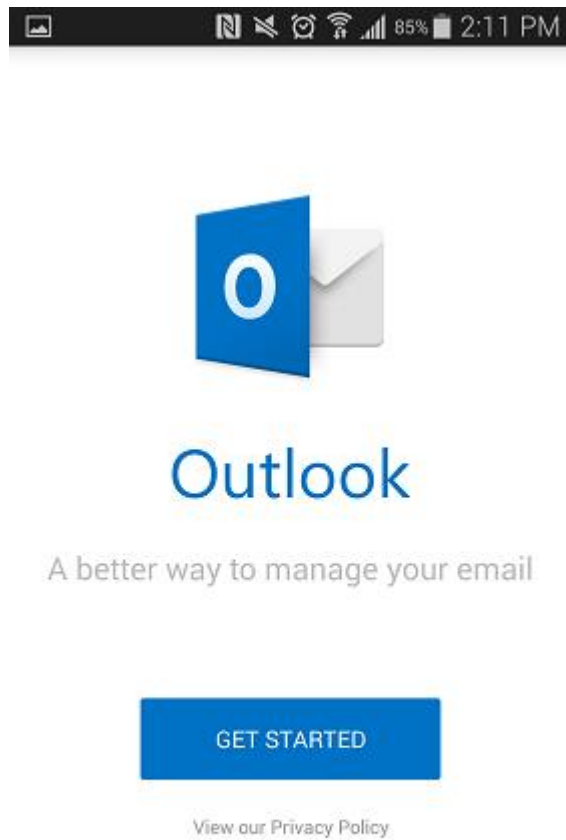 85% 2:11 PM
O
Outlook
A better way to manage your email
GET STARTED
View our Privacy Policy